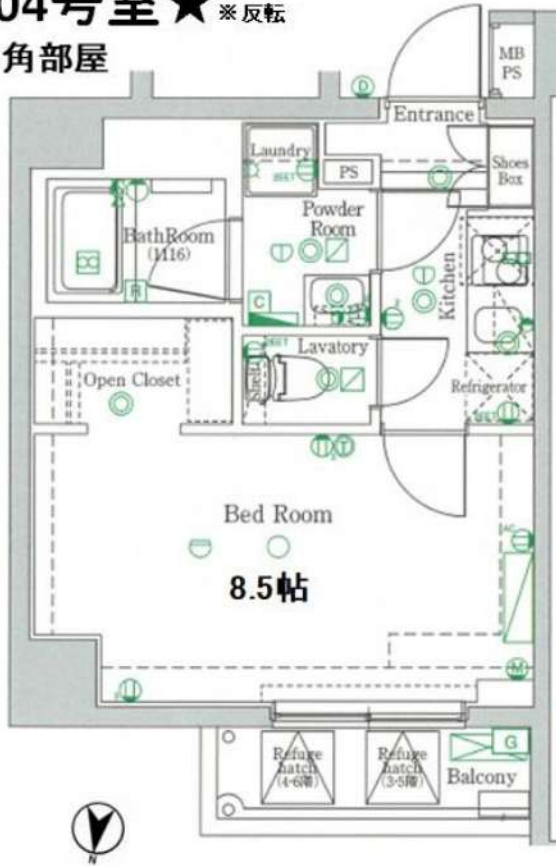 04号室★※反転
角部屋
MB
PS
D
Entrance
Laundry
PS
Shoes
Box
Powder
Room
BathRoom
(1116)
Kitchen
R
C
Lavatory
Shelf
Open Closet
Refrigerator
T
Bed Room
8.5帖
AC
M
G
Refuge
hatch
(4·6階)
Refuge
hatch
(3·5階)
Balcony
N